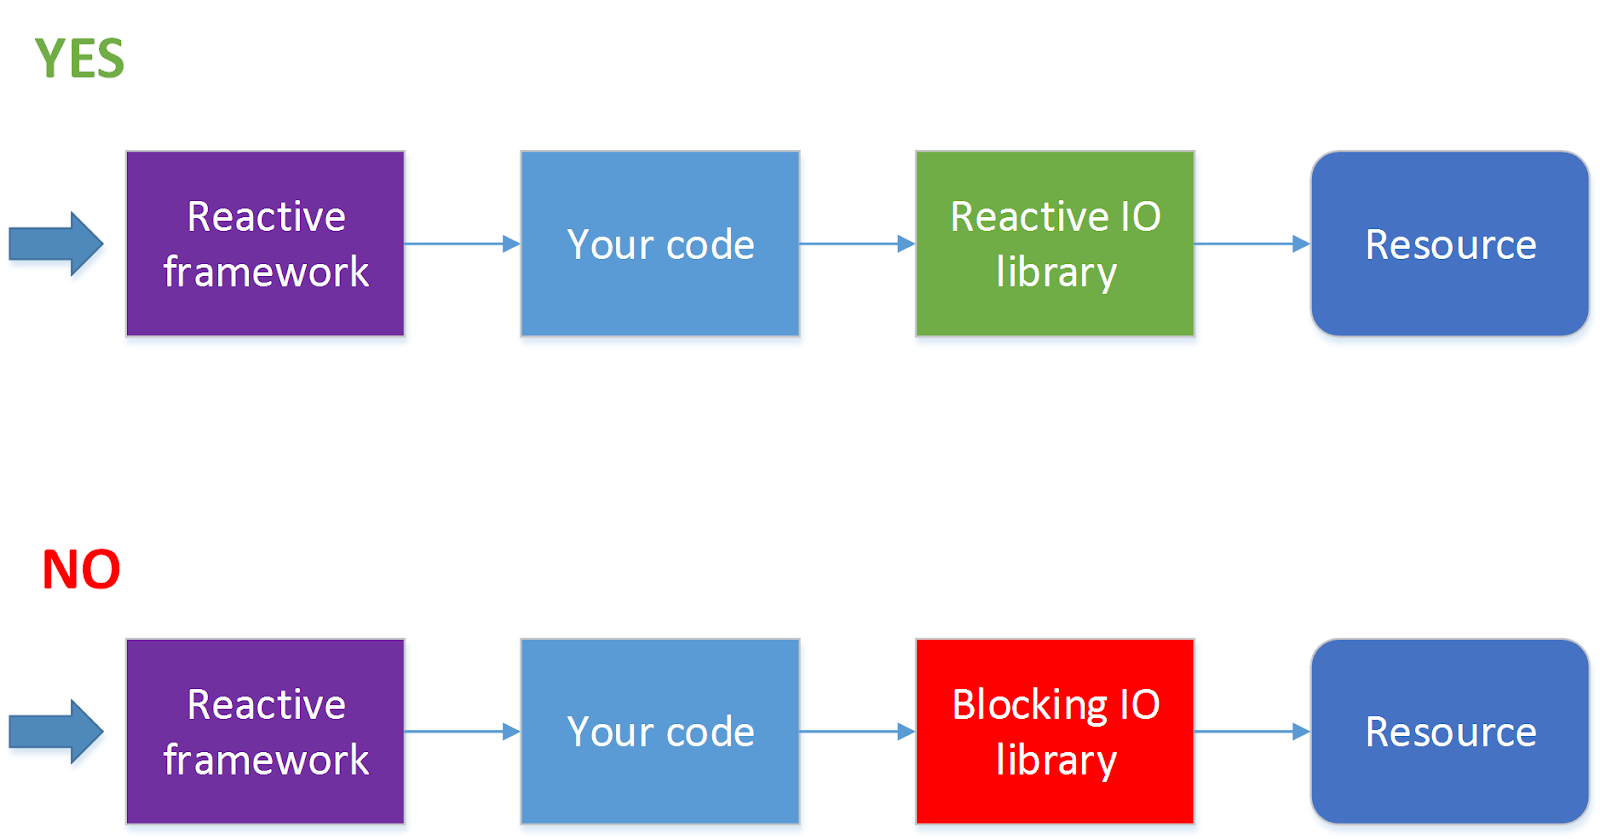 YES
Reactive
framework
Your code
Reactive IO
library
Resource
NO
Reactive
framework
Your code
Blocking IO
library
Resource